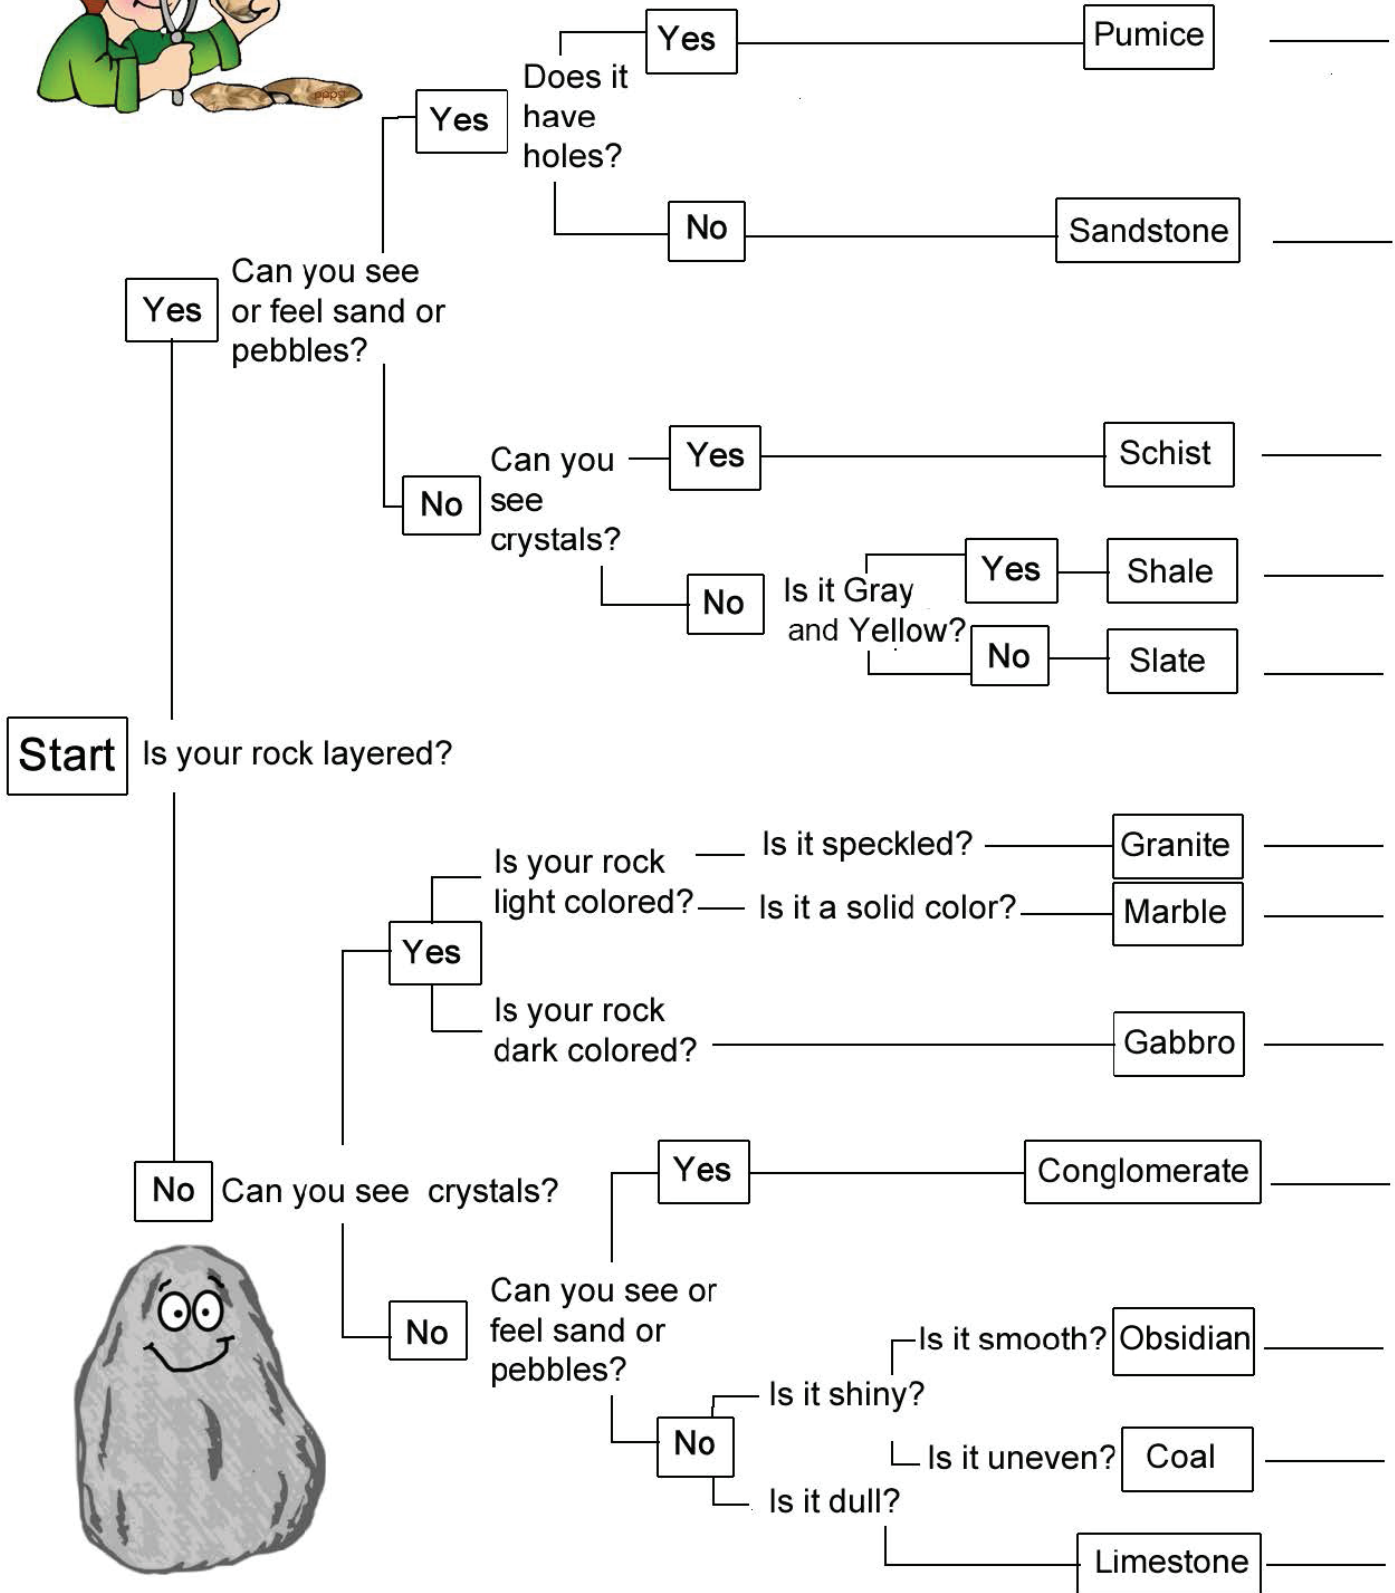 Yes
Pumice
Does it
have
holes?
Yes
No
Sandstone
Can you see
or feel sand or
pebbles?
Yes
Can you
see
crystals?
Yes
Schist
No
No
Is it Gray
and Yellow?
Yes
Shale
No
Slate
Start
Is your rock layered?
Is your rock
light colored?
Is it speckled?
Granite
Is it a solid color?
Marble
Yes
Is your rock
dark colored?
Gabbro
No
Can you see crystals?
Yes
Conglomerate
No
Can you see or
feel sand or
pebbles?
Is it smooth?
Obsidian
Is it shiny?
No
Is it uneven?
Coal
Is it dull?
Limestone